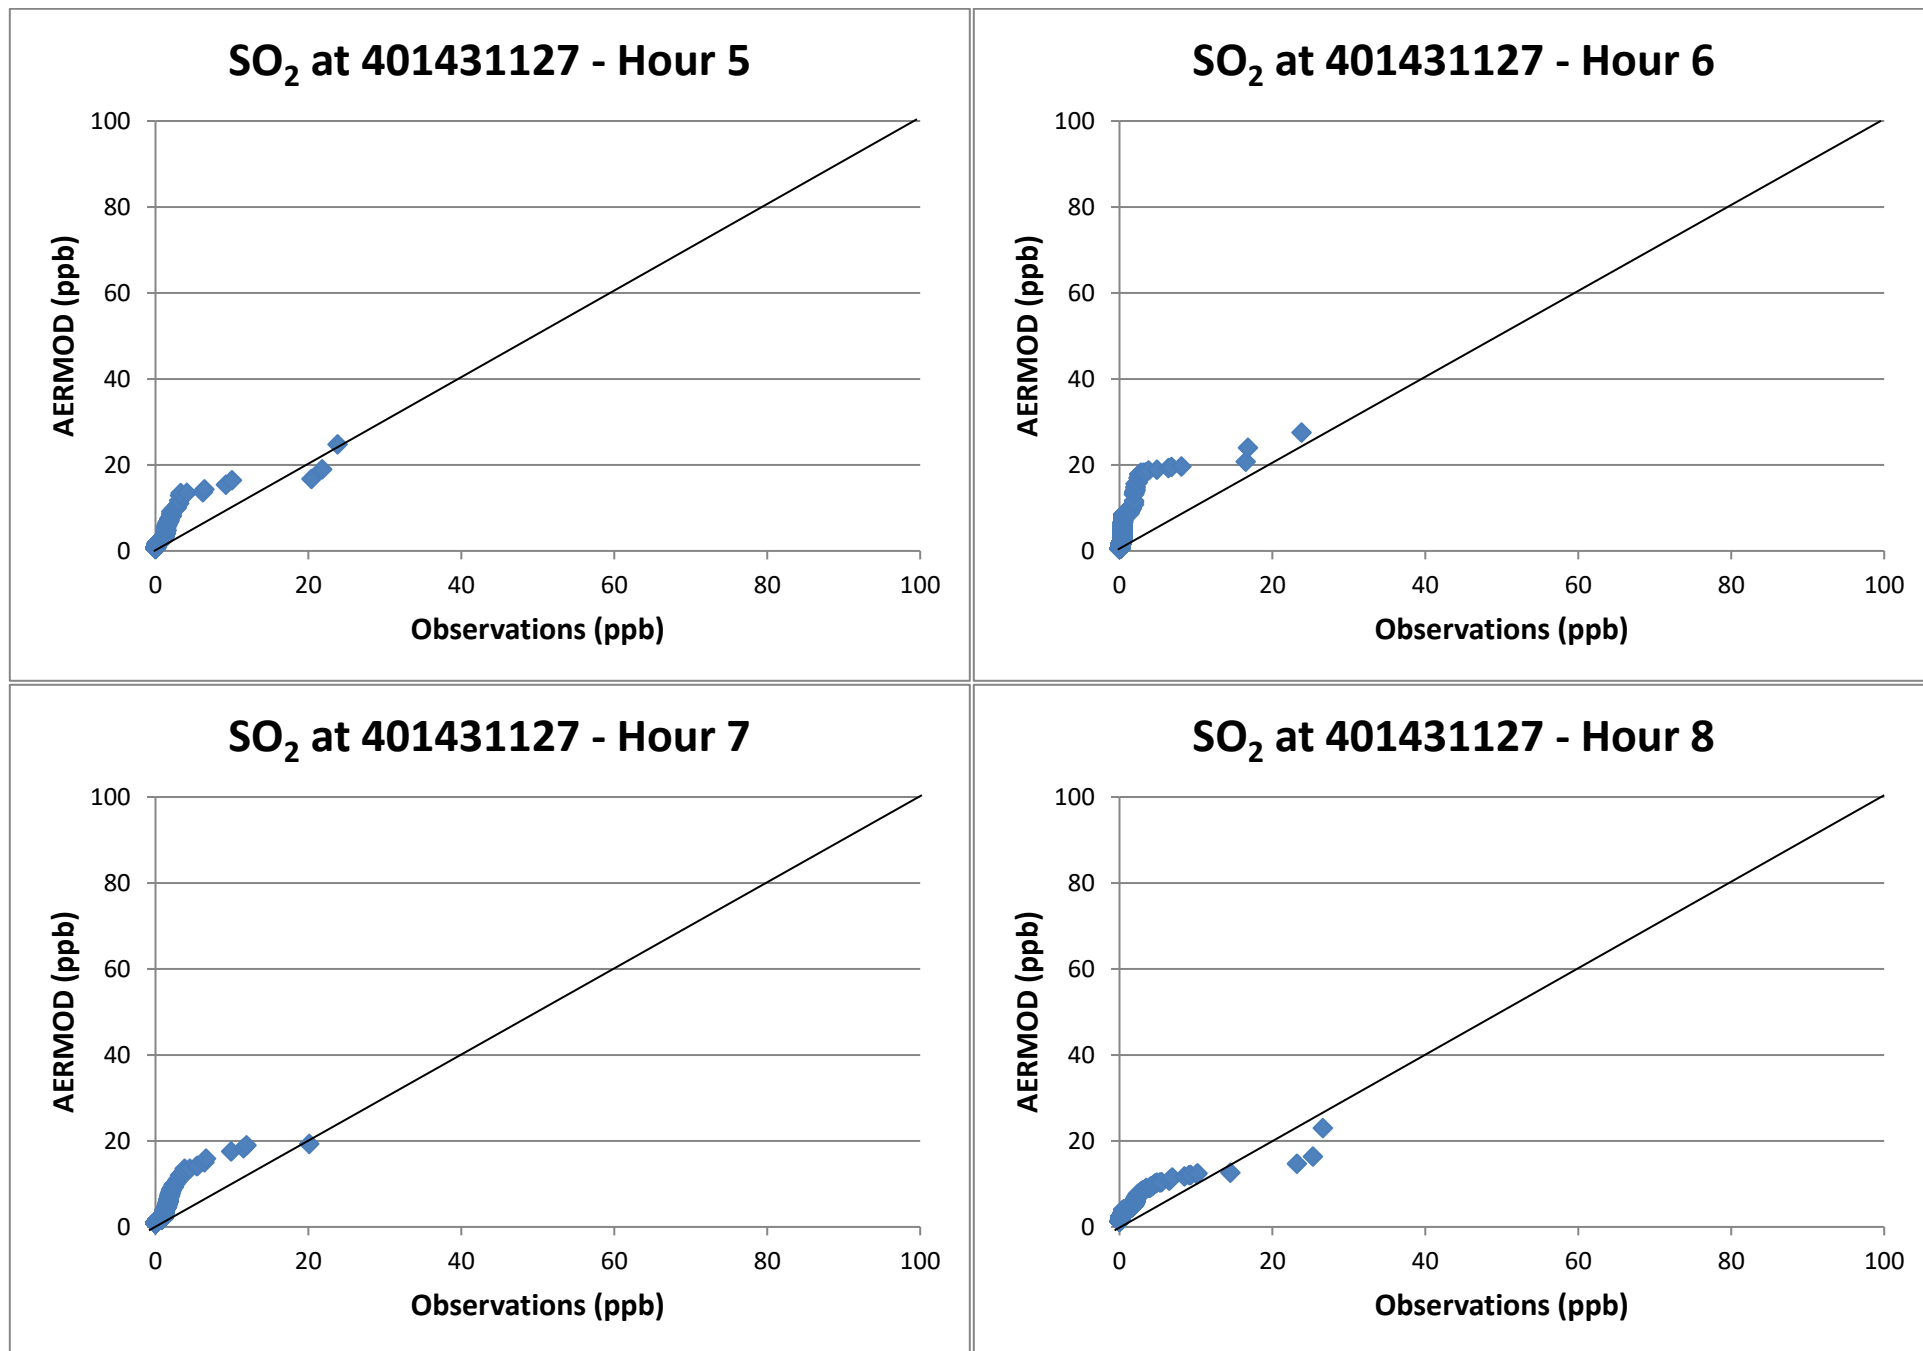 SO2 at 401431127 - Hour 5
100
80
60
40
20
0
AERMOD (ppb)
0 20 40 60 80 100
Observations (ppb)
SO2 at 401431127 - Hour 6
100
80
60
40
20
0
AERMOD (ppb)
0 20 40 60 80 100
Observations (ppb)
SO2 at 401431127 - Hour 7
100
80
60
40
20
0
AERMOD (ppb)
0 20 40 60 80 100
Observations (ppb)
SO2 at 401431127 - Hour 8
100
80
60
40
20
0
AERMOD (ppb)
0 20 40 60 80 100
Observations (ppb)